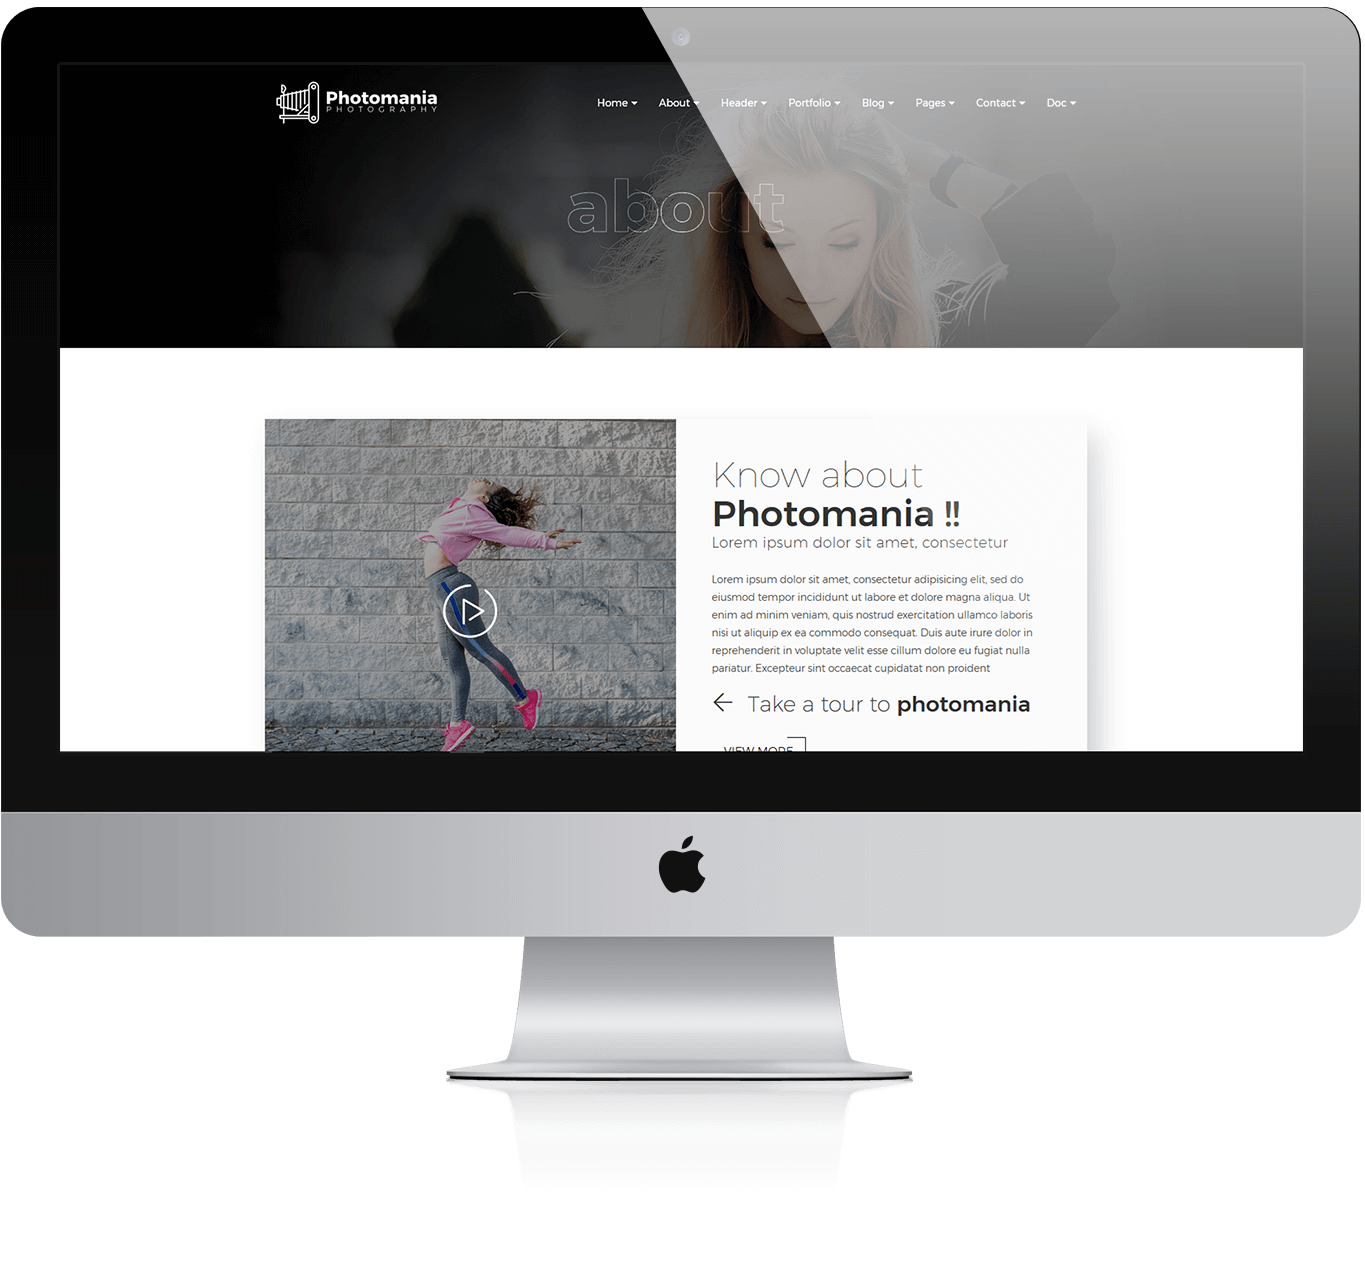 Photomania
PHOTOGRAPHY
Home About Header Portfolio Blog Pages Contact Doc
about
Know about
Photomania !!
Lorem ipsum dolor sit amet, consectetur
Lorem ipsum dolor sit amet, consectetur adipisicing elit, sed do
eiusmod tempor incididunt ut labore et dolore magna aliqua. Ut
enim ad minim veniam, quis nostrud exercitation ullamco laboris
nisi ut aliquip ex ea commodo consequat. Duis aute irure dolor in
reprehenderit in voluptate velit esse cillum dolore eu fugiat nulla
pariatur. Excepteur sint occaecat cupidatat non proident
Take a tour to photomania
VIEW MORE